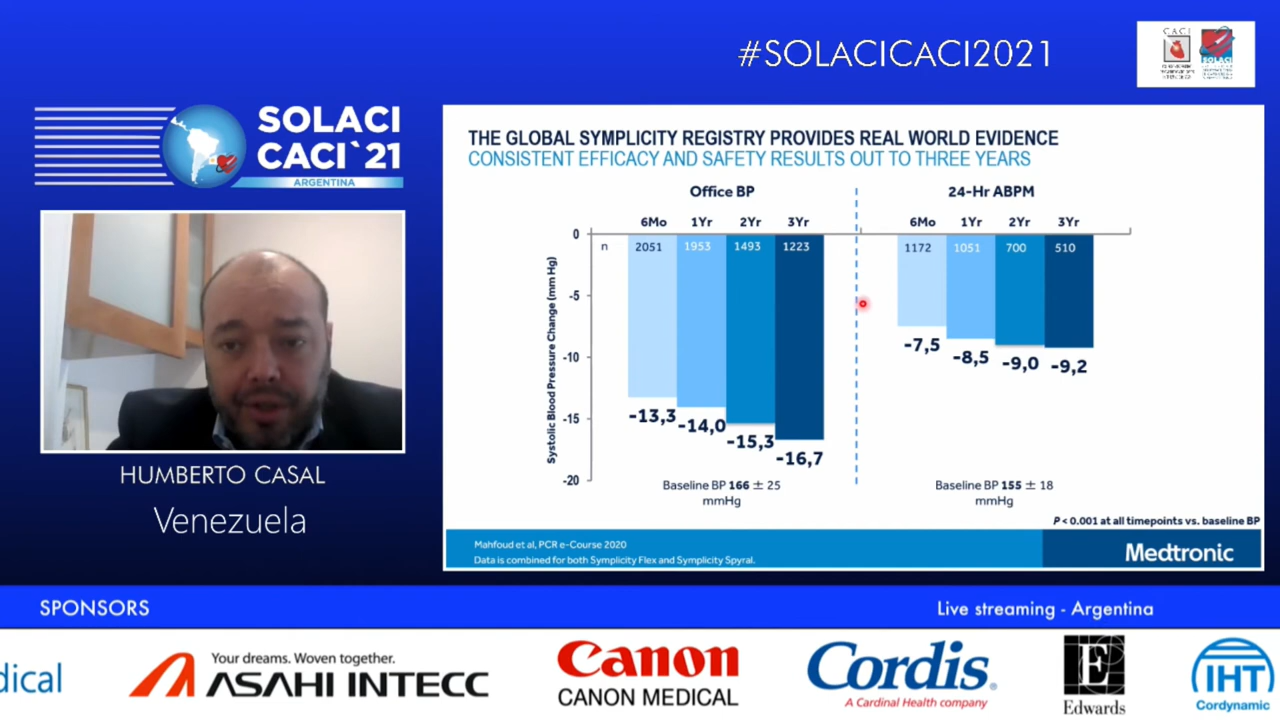 #SOLACICACI2021
CACI
SOLACI
SOLACI
CACI`21
ARGENTINA
THE GLOBAL SYMPLICITY REGISTRY PROVIDES REAL WORLD EVIDENCE
CONSISTENT EFFICACY AND SAFETY RESULTS OUT TO THREE YEARS
Office BP
24-Hr ABPM
6Mo 1Yr 2Yr 3Yr
6Mo 1Yr 2Yr 3Yr
0
n 2051 1953 1493 1223
1172 1051 700 510
-5
-10
-15
-20
Systolic Blood Pressure Change (mm Hg)
-13,3
-14,0
-15,3
-16,7
-7,5
-8,5
-9,0
-9,2
Baseline BP 166 ± 25
mmHg
Baseline BP 155 ± 18
mmHg
P < 0.001 at all timepoints vs. baseline BP
Mahfoud et al, PCR e-Course 2020
Data is combined for both Symplicity Flex and Symplicity Spyral.
Medtronic
HUMBERTO CASAL
Venezuela
SPONSORS
Live streaming - Argentina
dical
Your dreams. Woven together.
ASAHI INTECC
Canon
CANON MEDICAL
Cordis®
A Cardinal Health company
E
Edwards
IHT
Cordynamic